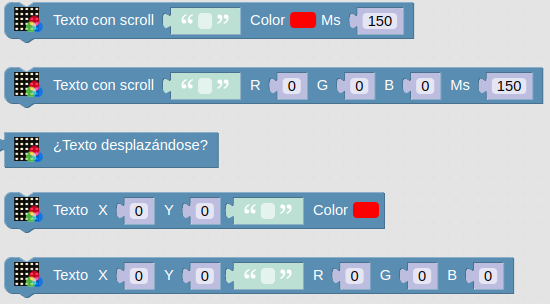 Texto con scroll “ ” Color Ms 150
Texto con scroll “ ” R 0 G 0 B 0 Ms 150
¿Texto desplazándose?
Texto X 0 Y 0 “ ” Color
Texto X 0 Y 0 “ ” R 0 G 0 B 0